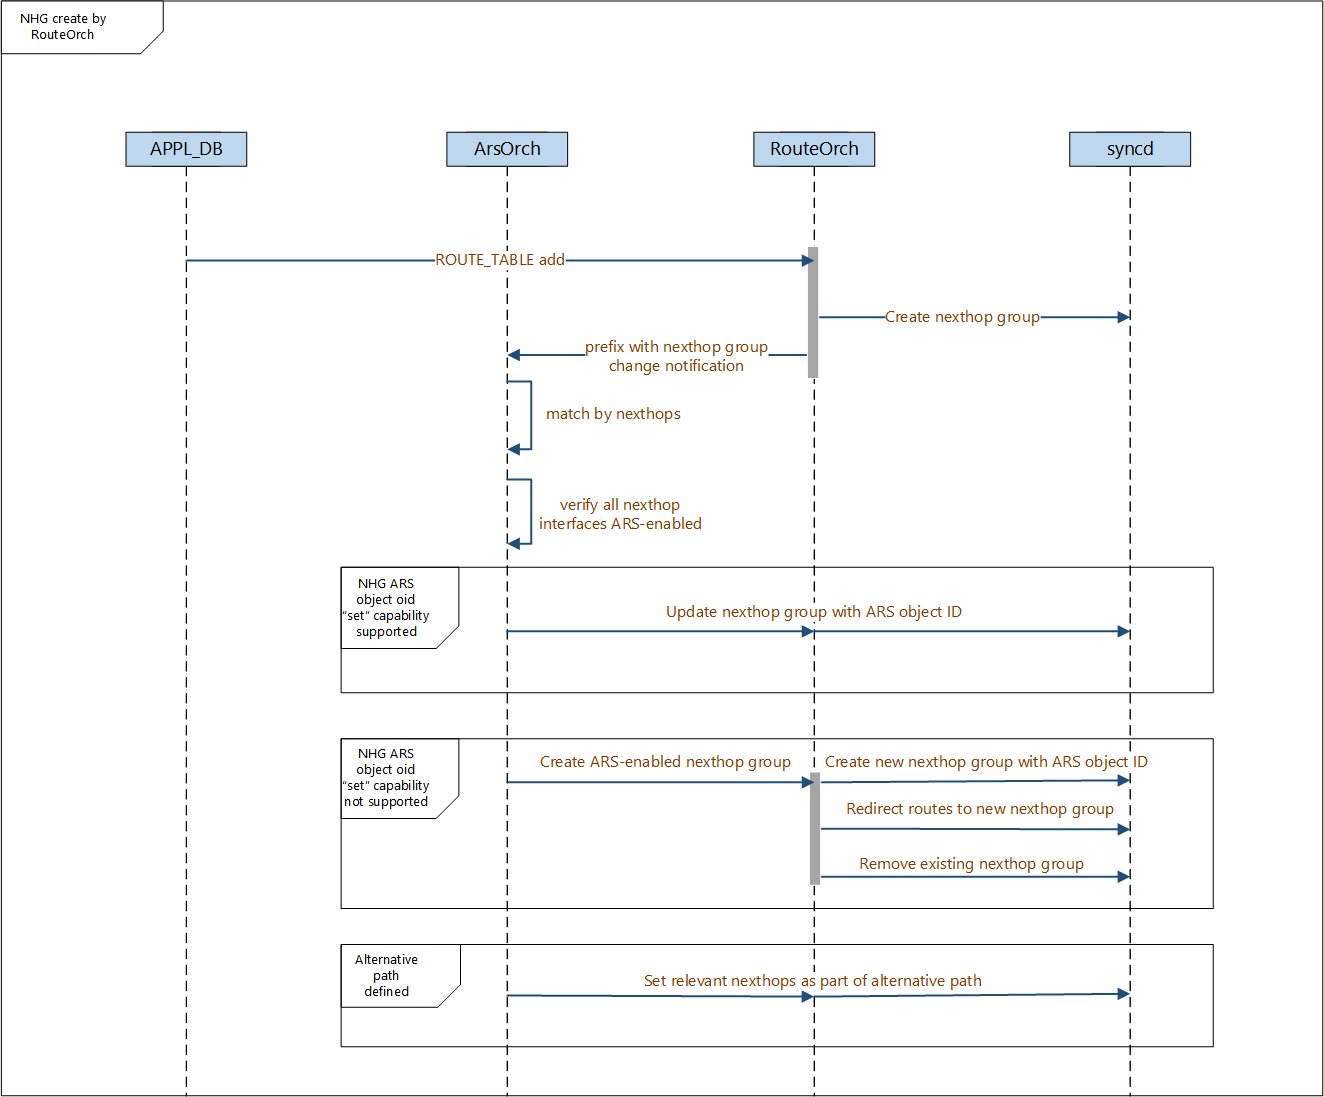 NHG create by
RouteOrch
APPL_DB
ArsOrch
RouteOrch
syncd
ROUTE_TABLE add
Create nexthop group
prefix with nexthop group
change notification
match by nexthops
verify all nexthop
interfaces ARS-enabled
NHG ARS
object oid
“set” capability
supported
Update nexthop group with ARS object ID
NHG ARS
object oid
“set” capability
not supported
Create ARS-enabled nexthop group
Create new nexthop group with ARS object ID
Redirect routes to new nexthop group
Remove existing nexthop group
Alternative
path
defined
Set relevant nexthops as part of alternative path